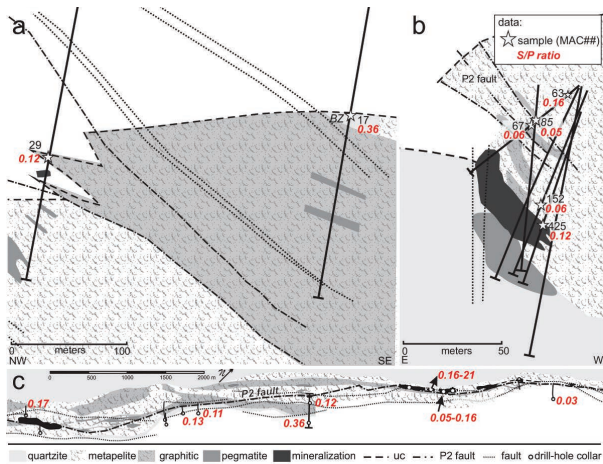 a
b
data:
sample (MAC##)
S/P ratio
P2 fault
63
0.16
BZ
17
0.36
67
0.06
85
0.05
29
0.12
152
0.06
425
0.12
0
meters
100
NW
SE
0
meters
50
E
W
c
0
500
1000
1500
2000 m
N
P2 fault
0.16-21
0.17
0.12
0.11
0.13
0.36
0.05-0.16
0.03
quartzite
metapelite
graphitic
pegmatite
mineralization
uc
P2 fault
fault
drill-hole collar